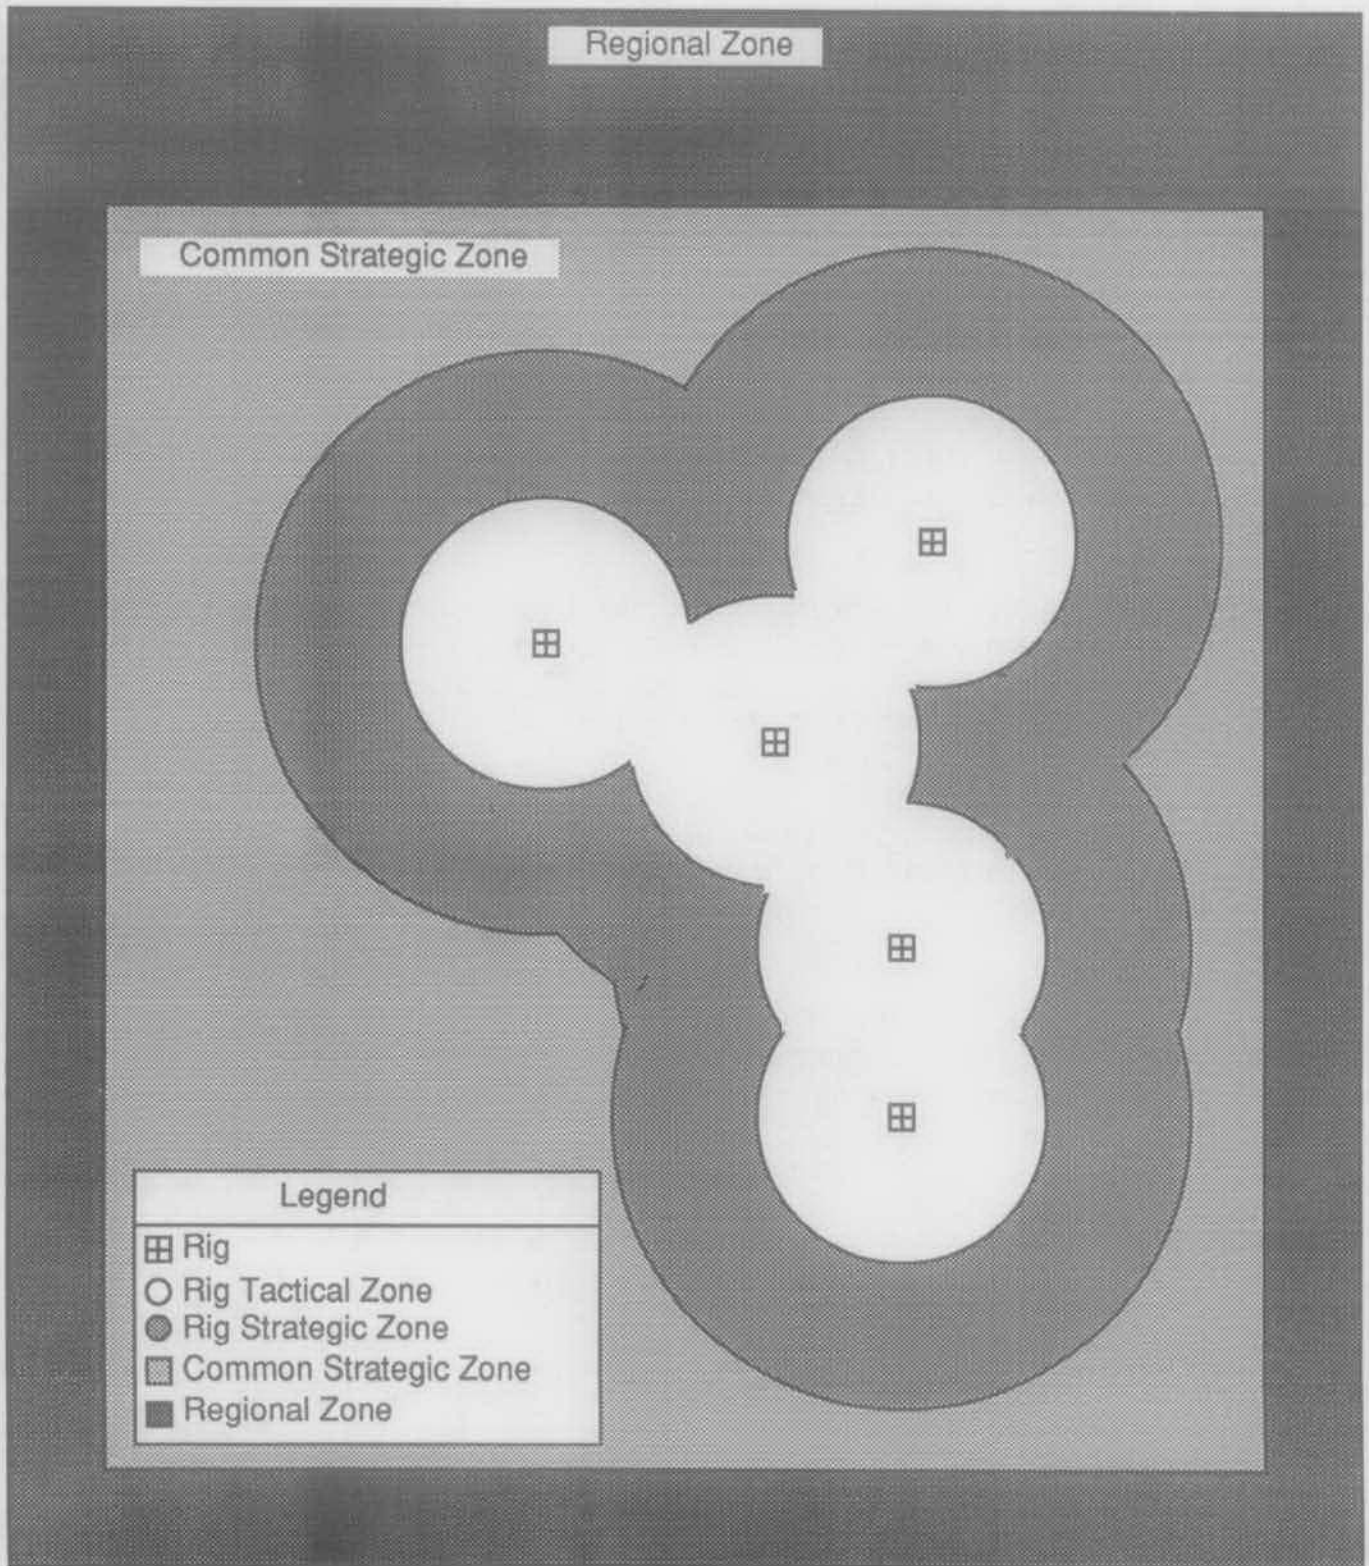 Regional Zone
Common Strategic Zone
Legend
Rig
Rig Tactical Zone
Rig Strategic Zone
Common Strategic Zone
Regional Zone